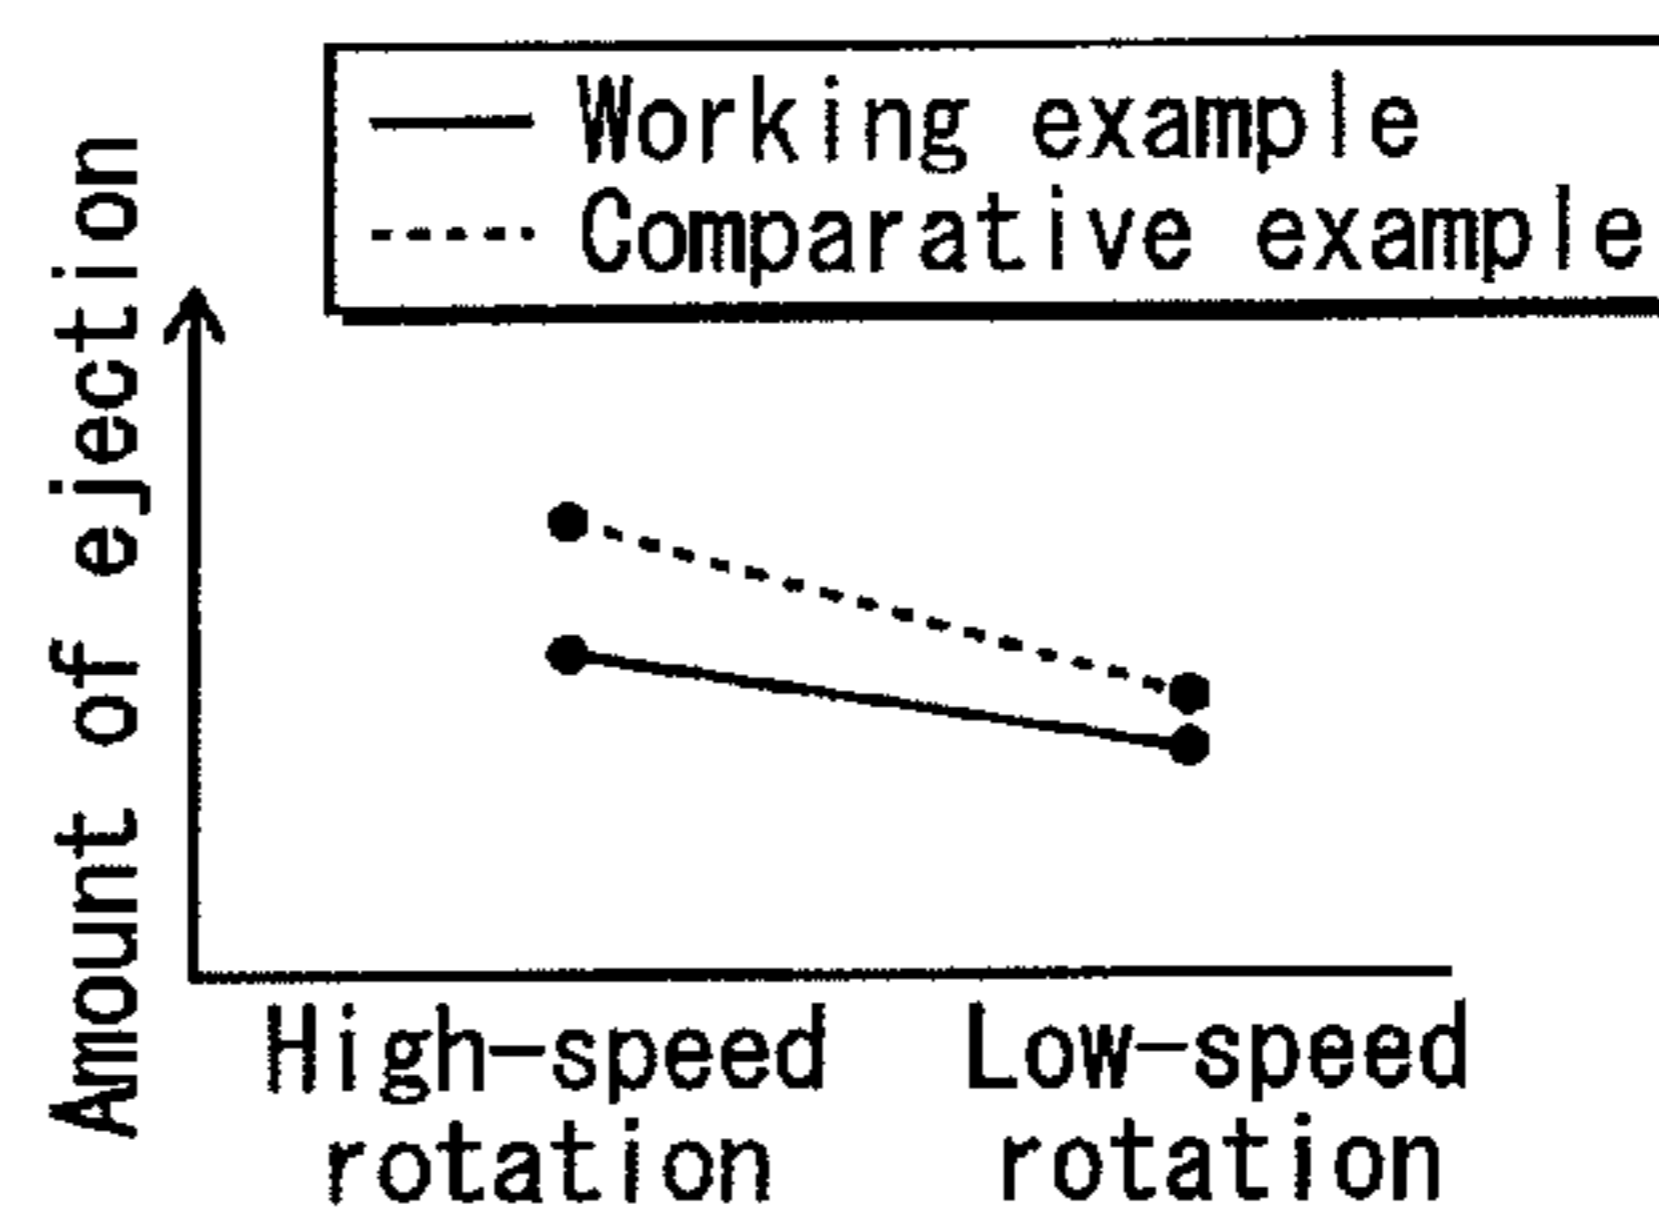 Working example
Comparative example
Amount of ejection
High-speed
rotation
Low-speed
rotation